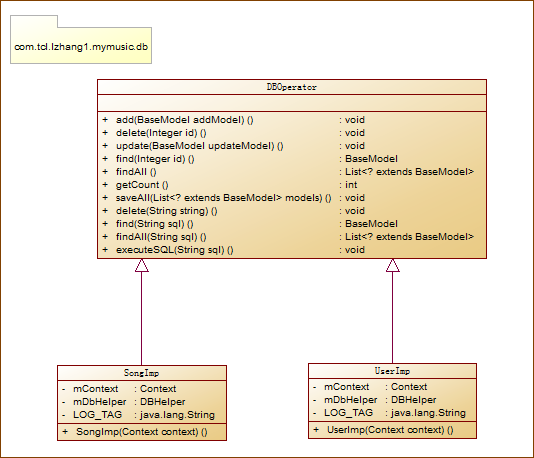 com.tcl.lzhang1.mymusic.db
DBOperator
+ add(BaseModel addModel) () : void
+ delete(Integer id) () : void
+ update(BaseModel updateModel) () : void
+ find(Integer id) () : BaseModel
+ findAll () : List<? extends BaseModel>
+ getCount () : int
+ saveAll(List<? extends BaseModel> models) () : void
+ delete(String string) () : void
+ find(String sql) () : BaseModel
+ findAll(String sql) () : List<? extends BaseModel>
+ executeSQL(String sql) () : void
SongImp
- mContext : Context
- mDbHelper : DBHelper
- LOG_TAG : java.lang.String
+ SongImp(Context context) ()
UserImp
- mContext : Context
- mDbHelper : DBHelper
- LOG_TAG : java.lang.String
+ UserImp(Context context) ()